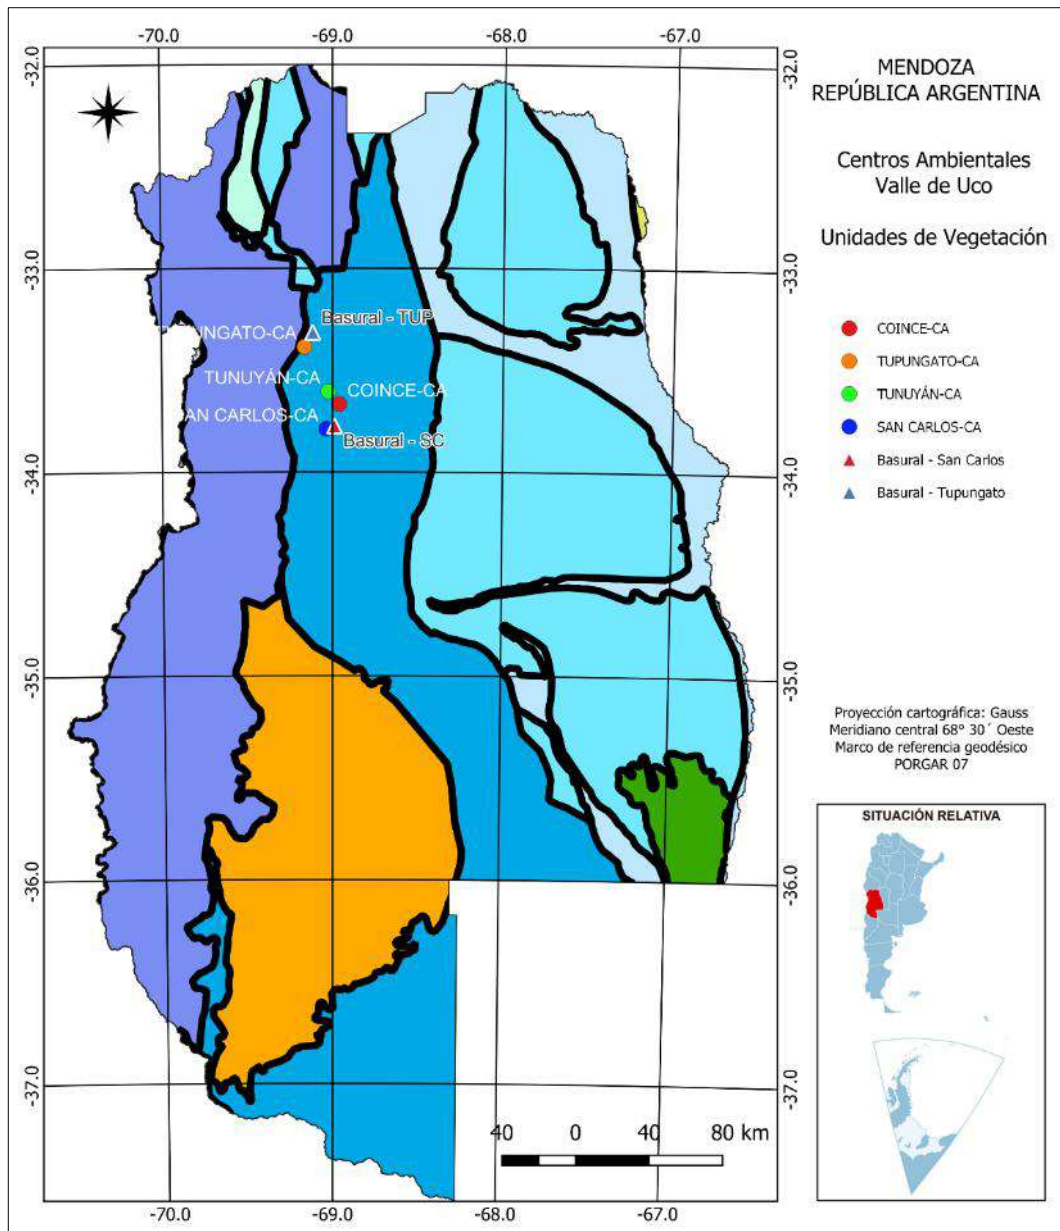 -70.0
-69.0
-68.0
-67.0
-32.0
-32.0
MENDOZA
REPÚBLICA ARGENTINA
Centros Ambientales
Valle de Uco
Unidades de Vegetación
-33.0
-33.0
Basural - TUP
UNGATO-CA
TUNUYÁN-CA
COINCE-CA
AN CARLOS-CA
Basural - SC
COINCE-CA
TUPUNGATO-CA
TUNUYÁN-CA
SAN CARLOS-CA
Basural - San Carlos
Basural - Tupungato
-34.0
-34.0
-35.0
-35.0
Proyección cartográfica: Gauss
Meridiano central 68° 30´ Oeste
Marco de referencia geodésico
PORGAR 07
SITUACIÓN RELATIVA
-36.0
-36.0
-37.0
-37.0
40 0 40 80 km
-70.0
-69.0
-68.0
-67.0